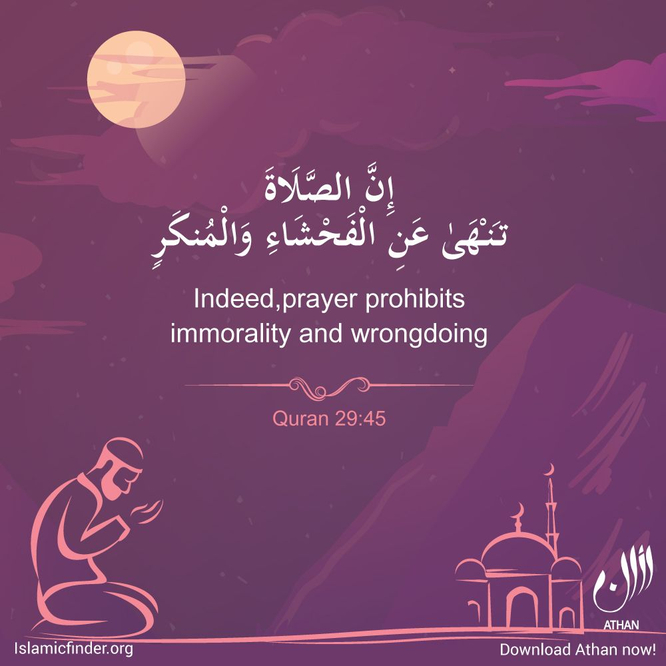 إِنَّ الصَّلَاةَ
تَنْهَىٰ عَنِ الْفَحْشَاءِ وَالْمُنكَرِ
Indeed,prayer prohibits
immorality and wrongdoing
Quran 29:45
اذان
ATHAN
Islamicfinder.org
Download Athan now!